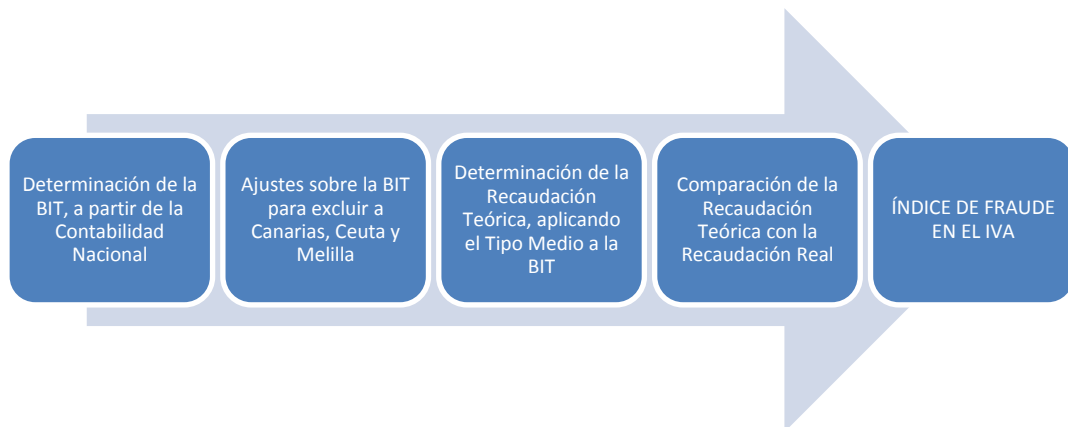 Determinación de la
BIT, a partir de la
Contabilidad
Nacional
Ajustes sobre la BIT
para excluir a
Canarias, Ceuta y
Melilla
Determinación de la
Recaudación
Teórica, aplicando
el Tipo Medio a la
BIT
Comparación de la
Recaudación
Teórica con la
Recaudación Real
ÍNDICE DE FRAUDE
EN EL IVA